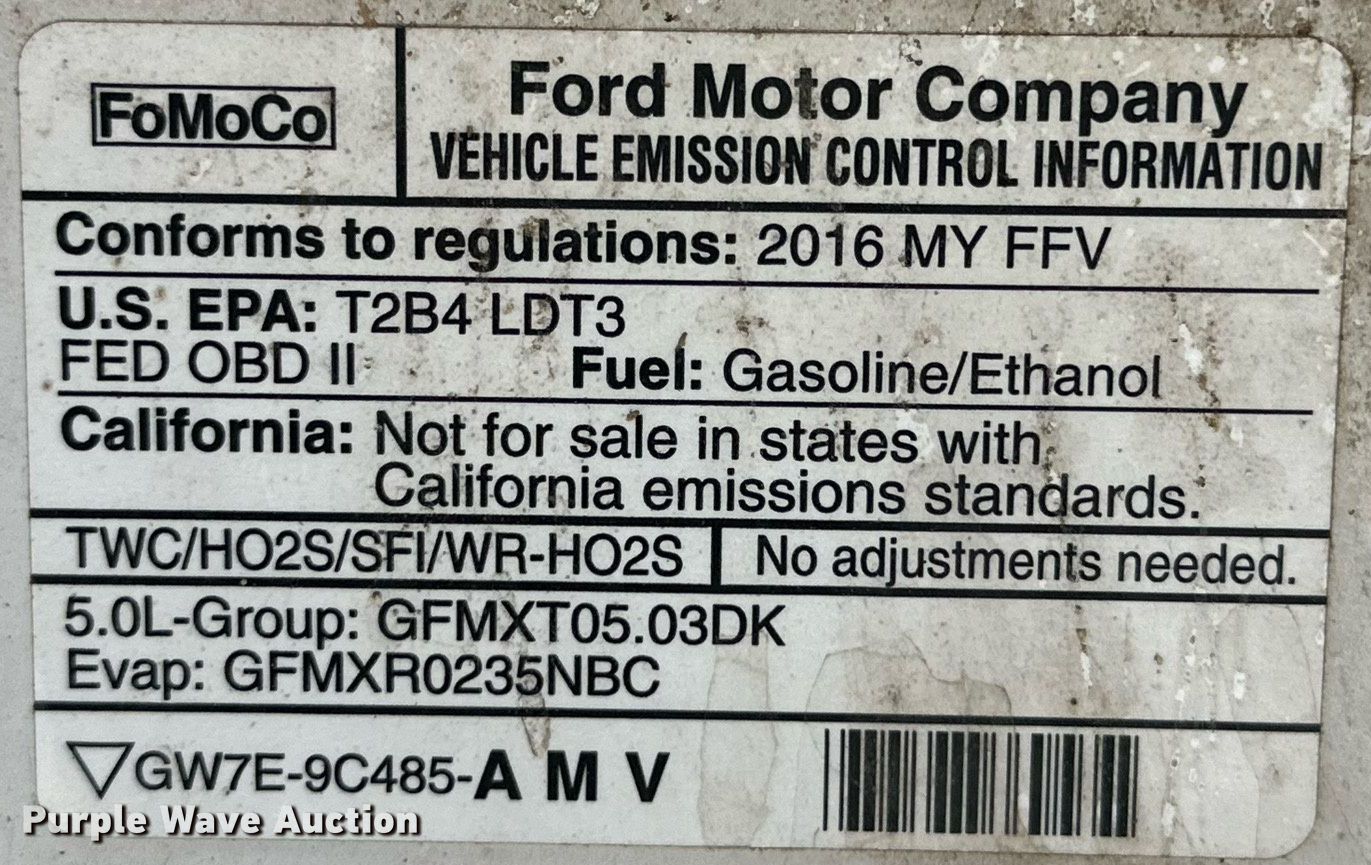 FoMoCo
Ford Motor Company
VEHICLE EMISSION CONTROL INFORMATION
Conforms to regulations: 2016 MY FFV
U.S. EPA: T2B4 LDT3
FED OBD II Fuel: Gasoline/Ethanol
California: Not for sale in states with
California emissions standards.
TWC/HO2S/SFI/WR-HO2S No adjustments needed.
5.0L-Group: GFMXT05.03DK
Evap: GFMXR0235NBC
GW7E-9C485-A M V
Purple Wave Auction